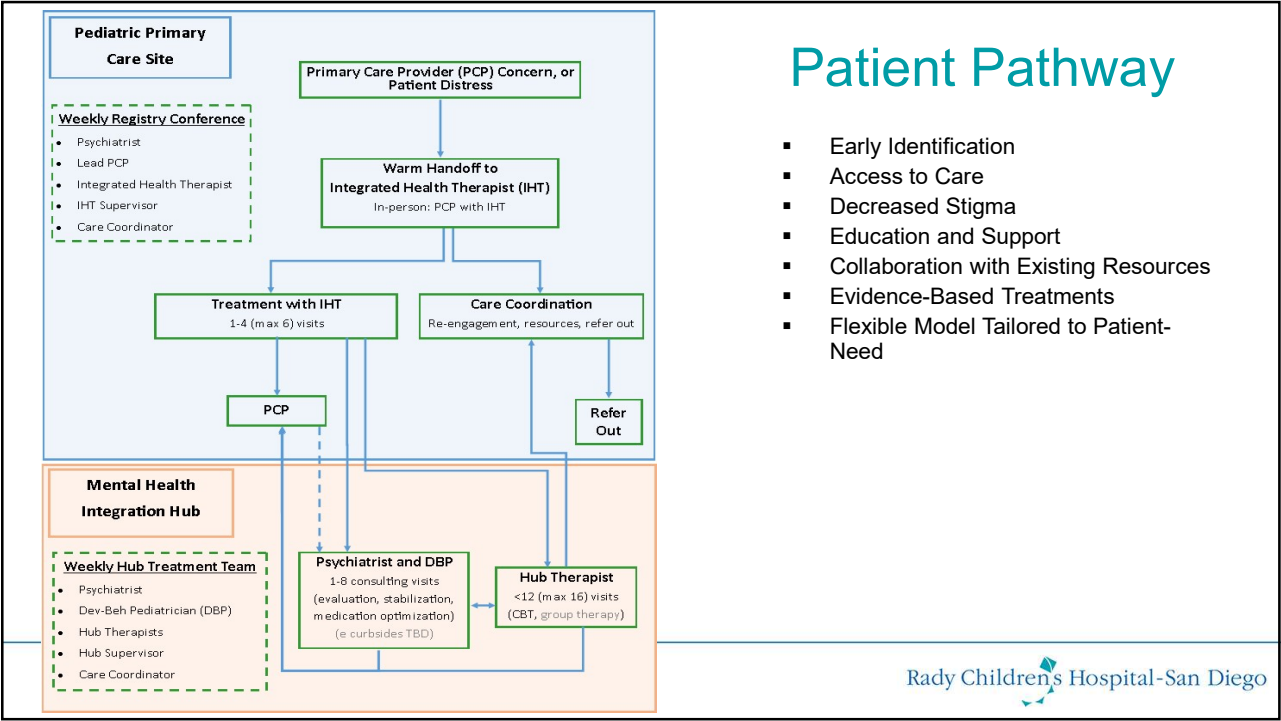 Pediatric Primary
Care Site
Primary Care Provider (PCP) Concern, or
Patient Distress
Weekly Registry Conference
• Psychiatrist
• Lead PCP
• Integrated Health Therapist
• IHT Supervisor
• Care Coordinator
Warm Handoff to
Integrated Health Therapist (IHT)
In-person: PCP with IHT
Treatment with IHT
1-4 (max 6) visits
Care Coordination
Re-engagement, resources, refer out
PCP
Refer
Out
Mental Health
Integration Hub
Weekly Hub Treatment Team
• Psychiatrist
• Dev-Beh Pediatrician (DBP)
• Hub Therapists
• Hub Supervisor
• Care Coordinator
Psychiatrist and DBP
1-8 consulting visits
(evaluation, stabilization,
medication optimization)
(e curbsides TBD)
Hub Therapist
<12 (max 16) visits
(CBT, group therapy)
Patient Pathway
▪ Early Identification
▪ Access to Care
▪ Decreased Stigma
▪ Education and Support
▪ Collaboration with Existing Resources
▪ Evidence-Based Treatments
▪ Flexible Model Tailored to Patient-
Need
Rady Children's Hospital-San Diego